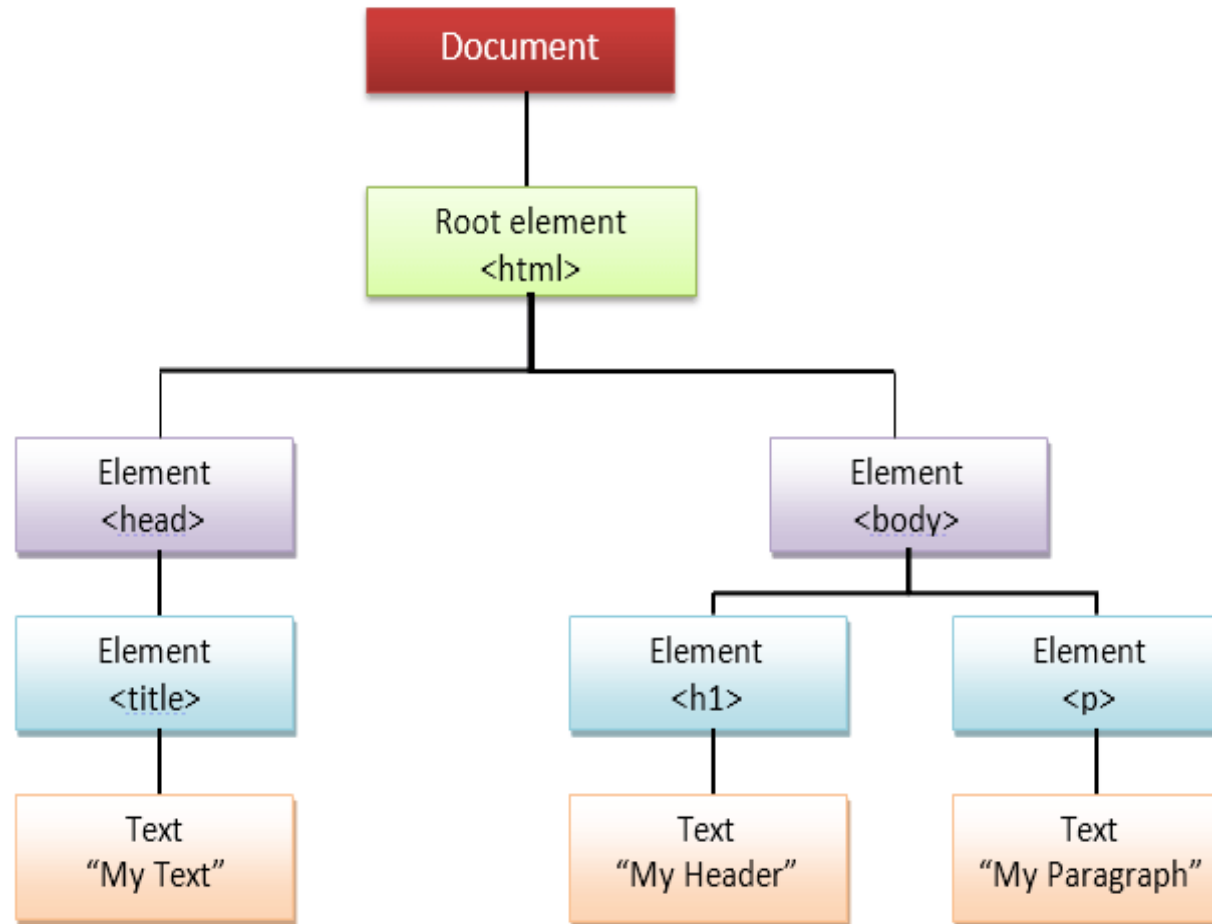 Document
Root element
<html>
Element
<head>
Element
<body>
Element
<title>
Element
<h1>
Element
<p>
Text
“My Text”
Text
“My Header”
Text
“My Paragraph”